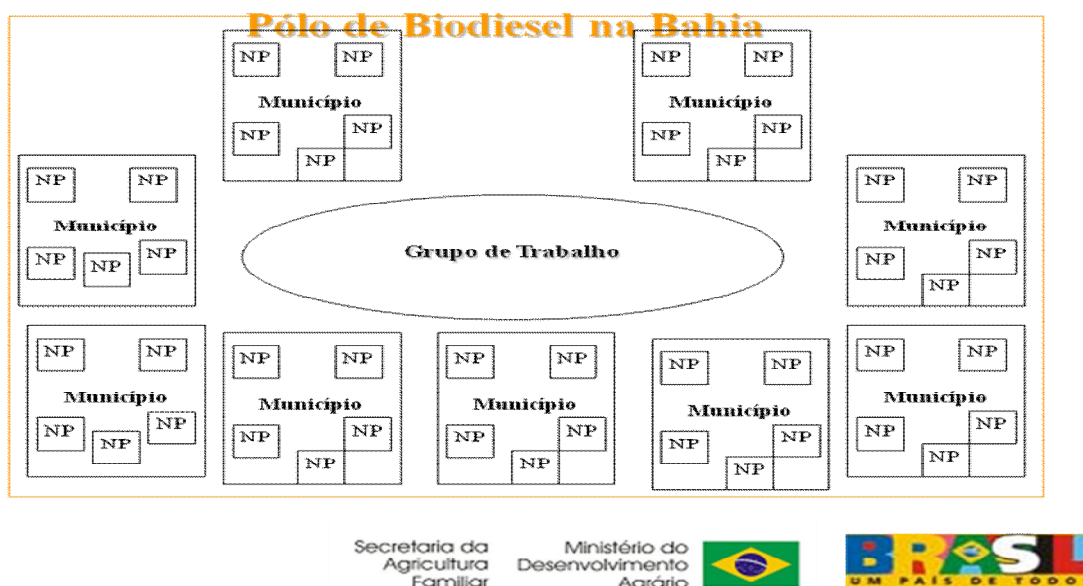 Pólo de Biodiesel na Bahia
NP NP
Município
NP NP NP
NP NP
Município
NP NP NP
NP NP
Município
NP NP NP
Grupo de Trabalho
NP NP
Município
NP NP NP
NP NP
Município
NP NP NP
NP NP
Município
NP NP NP
NP NP
Município
NP NP NP
NP NP
Município
NP NP NP
NP NP
Município
NP NP NP
Secretaria da
Agricultura
Familiar
Ministério do
Desenvolvimento
Agrário
BRASIL
UM PAÍS DE TODO